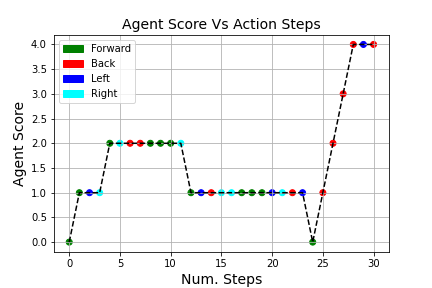 Agent Score Vs Action Steps
Forward
Back
Left
Right
4.0
3.5
3.0
2.5
2.0
1.5
1.0
0.5
0.0
Agent Score
0 5 10 15 20 25 30
Num. Steps